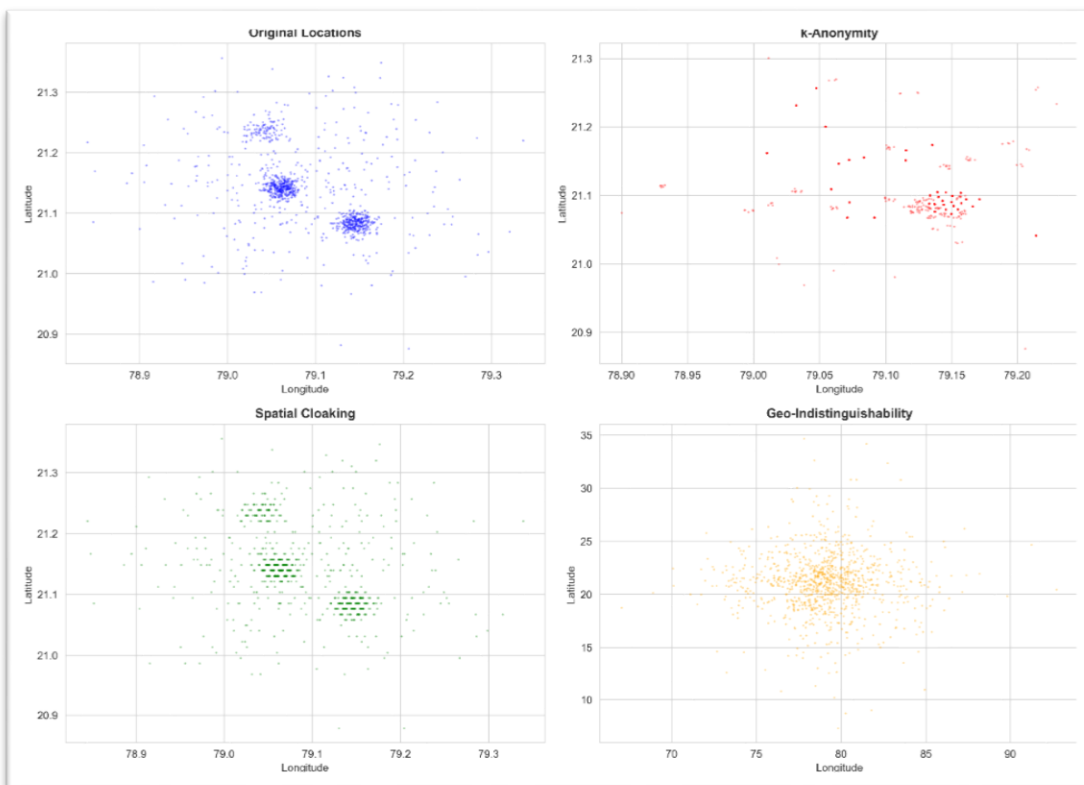 Original Locations
21.3
21.2
21.1
21.0
20.9
Latitude
78.9 79.0 79.1 79.2 79.3
Longitude
k-Anonymity
21.3
21.2
21.1
21.0
20.9
Latitude
78.90 78.95 79.00 79.05 79.10 79.15 79.20
Longitude
Spatial Cloaking
21.3
21.2
21.1
21.0
20.9
Latitude
78.9 79.0 79.1 79.2 79.3
Longitude
Geo-Indistinguishability
35
30
25
20
15
10
Latitude
70 75 80 85 90
Longitude